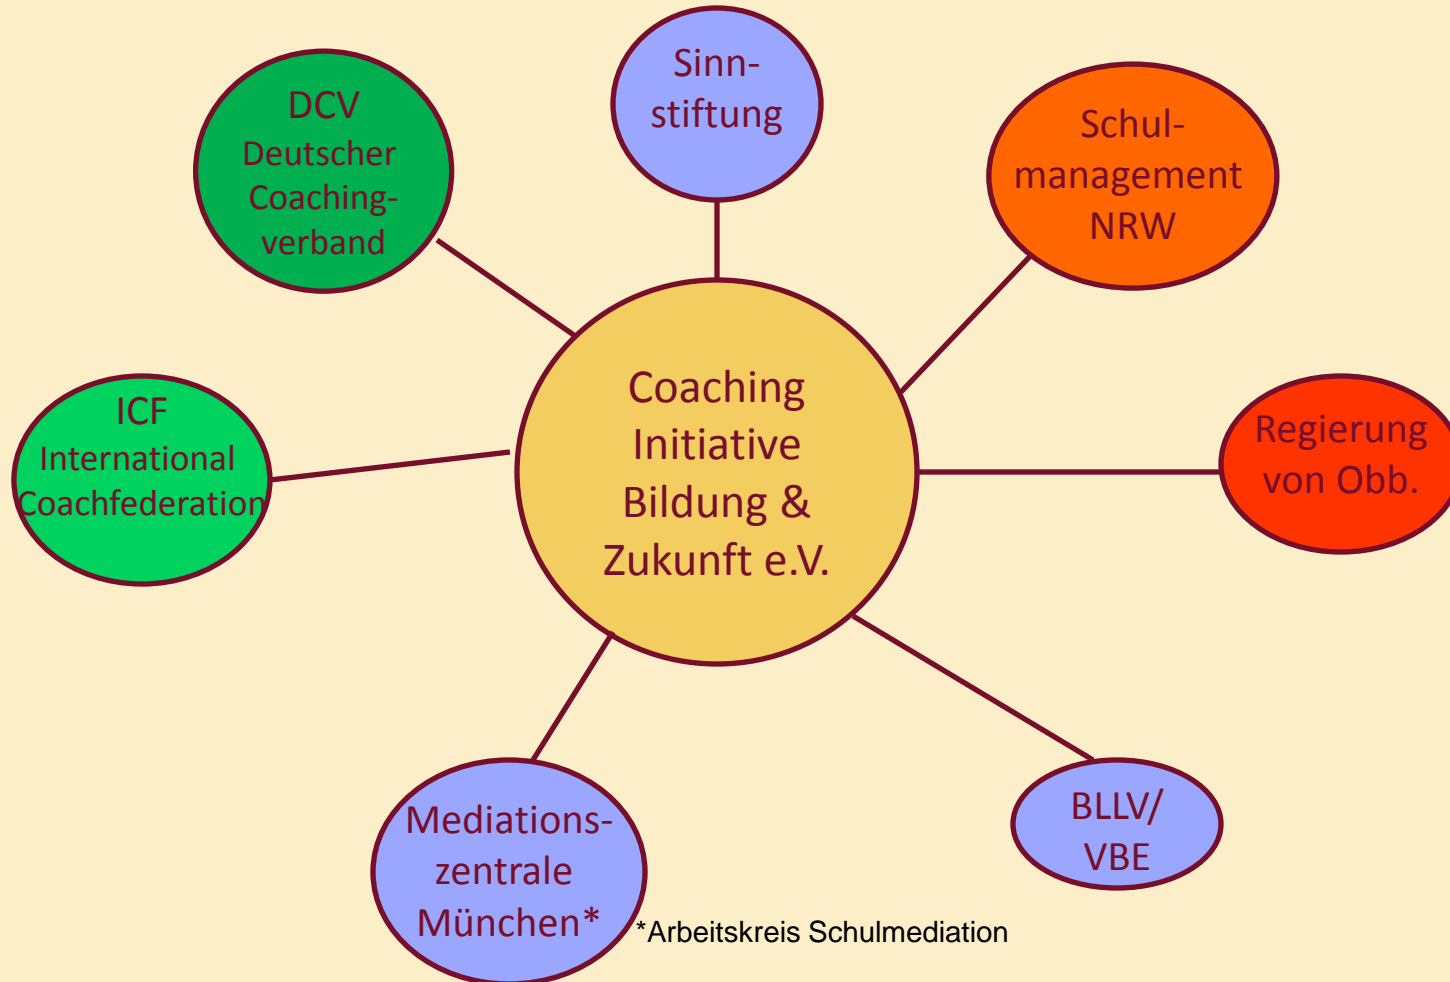 DCV
Deutscher
Coaching-
verband
Sinn-
stiftung
Schul-
management
NRW
ICF
International
Coachfederation
Coaching
Initiative
Bildung &
Zukunft e.V.
Regierung
von Obb.
Mediations-
zentrale
München*
*Arbeitskreis Schulmediation
BLLV/
VBE